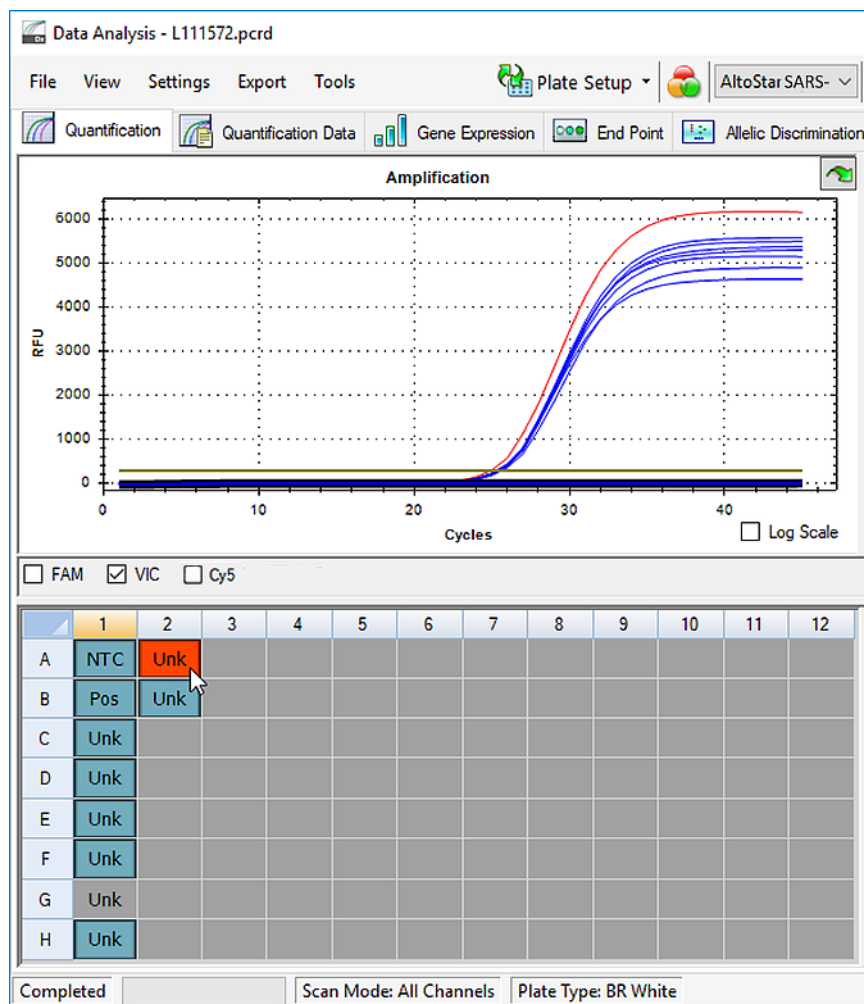 Data Analysis - L111572.pcrd
File View Settings Export Tools Plate Setup AltoStar SARS-
Quantification Quantification Data Gene Expression End Point Allelic Discrimination
Amplification
6000
5000
4000
RFU
3000
2000
1000
0
0 10 20 30 40
Cycles
Log Scale
FAM VIC Cy5
1 2 3 4 5 6 7 8 9 10 11 12
A NTC Unk
B Pos Unk
C Unk
D Unk
E Unk
F Unk
G Unk
H Unk
Completed Scan Mode: All Channels Plate Type: BR White